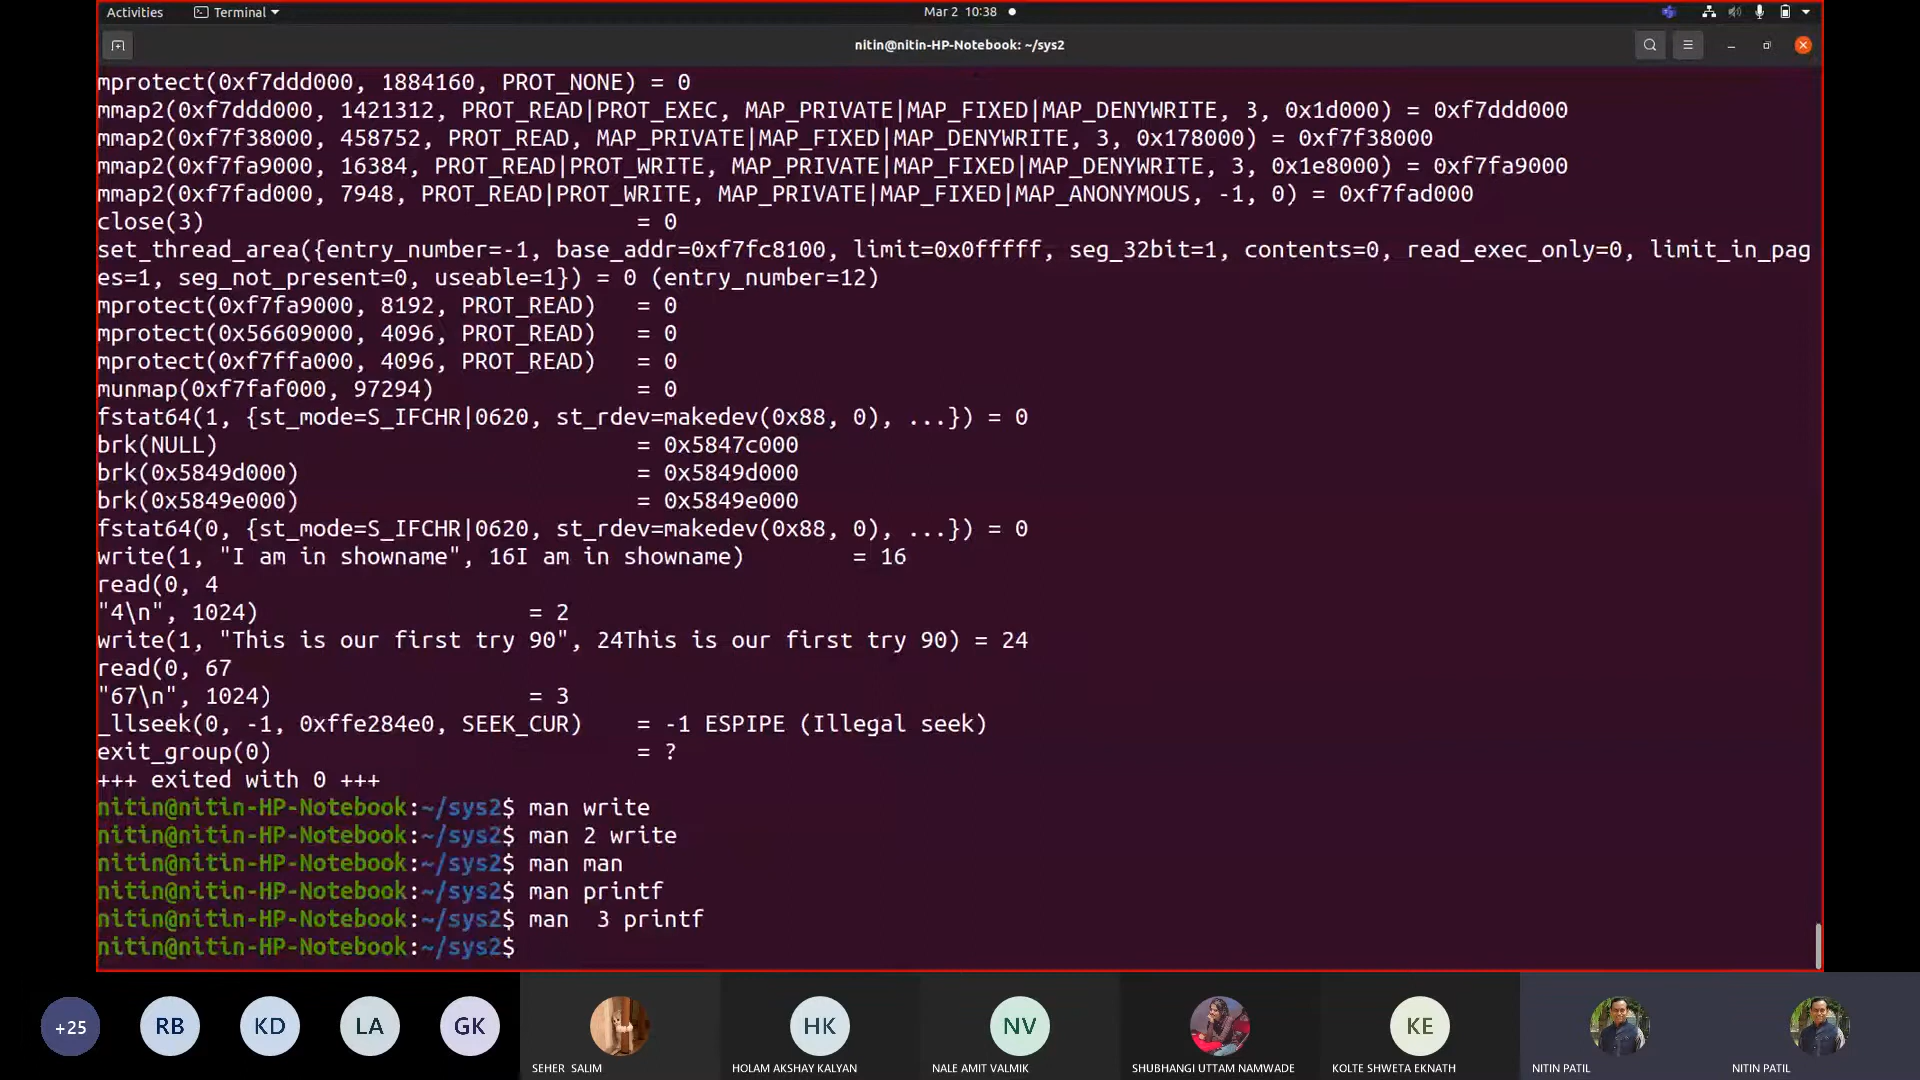 Activities Terminal Mar 2 10:38
nitin@nitin-HP-Notebook: ~/sys2
mprotect(0xf7ddd000, 1884160, PROT_NONE) = 0
mmap2(0xf7ddd000, 1421312, PROT_READ|PROT_EXEC, MAP_PRIVATE|MAP_FIXED|MAP_DENYWRITE, 3, 0x1d000) = 0xf7ddd000
mmap2(0xf7f38000, 458752, PROT_READ, MAP_PRIVATE|MAP_FIXED|MAP_DENYWRITE, 3, 0x178000) = 0xf7f38000
mmap2(0xf7fa9000, 16384, PROT_READ|PROT_WRITE, MAP_PRIVATE|MAP_FIXED|MAP_DENYWRITE, 3, 0x1e8000) = 0xf7fa9000
mmap2(0xf7fad000, 7948, PROT_READ|PROT_WRITE, MAP_PRIVATE|MAP_FIXED|MAP_ANONYMOUS, -1, 0) = 0xf7fad000
close(3) = 0
set_thread_area({entry_number=-1, base_addr=0xf7fc8100, limit=0x0fffff, seg_32bit=1, contents=0, read_exec_only=0, limit_in_pag
es=1, seg_not_present=0, useable=1}) = 0 (entry_number=12)
mprotect(0xf7fa9000, 8192, PROT_READ) = 0
mprotect(0x56609000, 4096, PROT_READ) = 0
mprotect(0xf7ffa000, 4096, PROT_READ) = 0
munmap(0xf7faf000, 97294) = 0
fstat64(1, {st_mode=S_IFCHR|0620, st_rdev=makedev(0x88, 0), ...}) = 0
brk(NULL) = 0x5847c000
brk(0x5849d000) = 0x5849d000
brk(0x5849e000) = 0x5849e000
fstat64(0, {st_mode=S_IFCHR|0620, st_rdev=makedev(0x88, 0), ...}) = 0
write(1, "I am in showname", 16I am in showname) = 16
read(0, 4
"4\n", 1024) = 2
write(1, "This is our first try 90", 24This is our first try 90) = 24
read(0, 67
"67\n", 1024) = 3
_llseek(0, -1, 0xffe284e0, SEEK_CUR) = -1 ESPIPE (Illegal seek)
exit_group(0) = ?
+++ exited with 0 +++
nitin@nitin-HP-Notebook:~/sys2$ man write
nitin@nitin-HP-Notebook:~/sys2$ man 2 write
nitin@nitin-HP-Notebook:~/sys2$ man man
nitin@nitin-HP-Notebook:~/sys2$ man printf
nitin@nitin-HP-Notebook:~/sys2$ man  3 printf
nitin@nitin-HP-Notebook:~/sys2$
+25 RB KD LA GK HK NV KE
SEHER SALIM HOLAM AKSHAY KALYAN NALE AMIT VALMIK SHUBHANGI UTTAM NAMWADE KOLTE SHWETA EKNATH NITIN PATIL NITIN PATIL